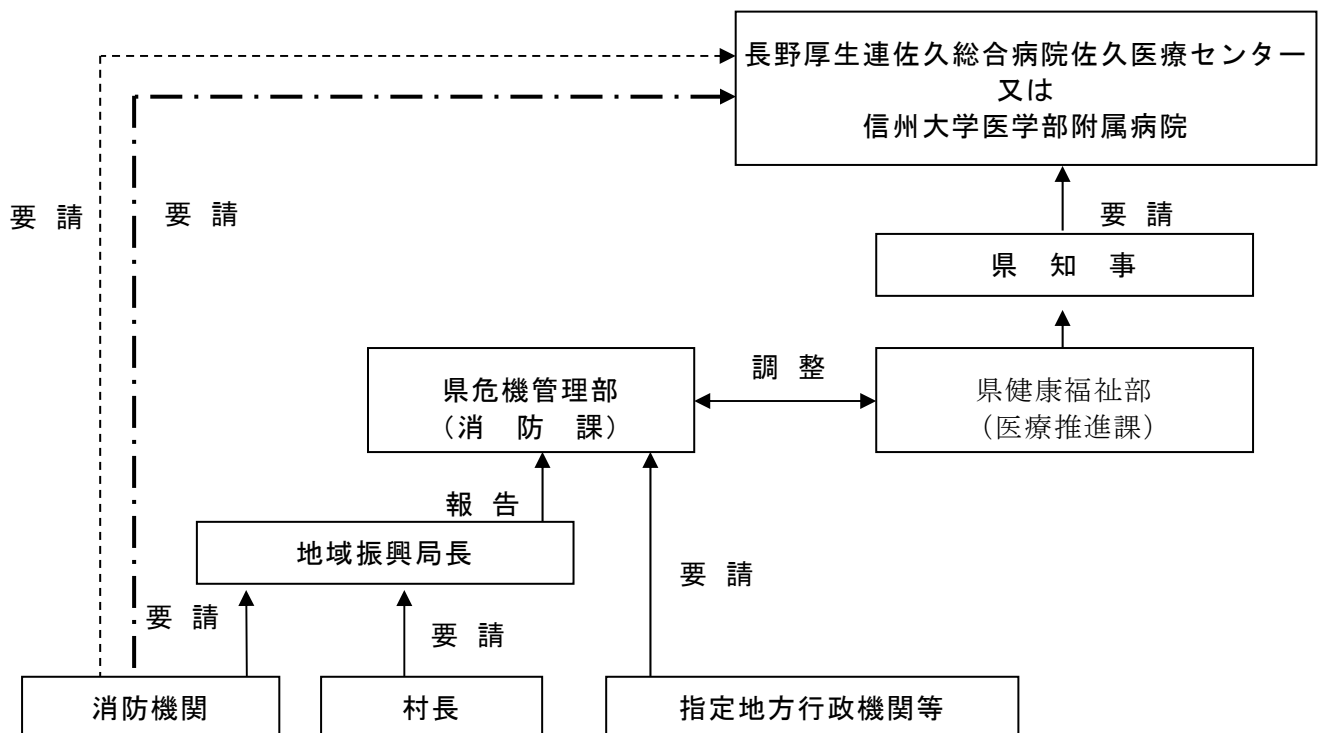 長野厚生連佐久総合病院佐久医療センター
又は
信州大学医学部附属病院
要請
要請
要請
県知事
県危機管理部
（消防課）
調整
県健康福祉部
（医療推進課）
報告
地域振興局長
要請
要請
要請
消防機関
村長
指定地方行政機関等